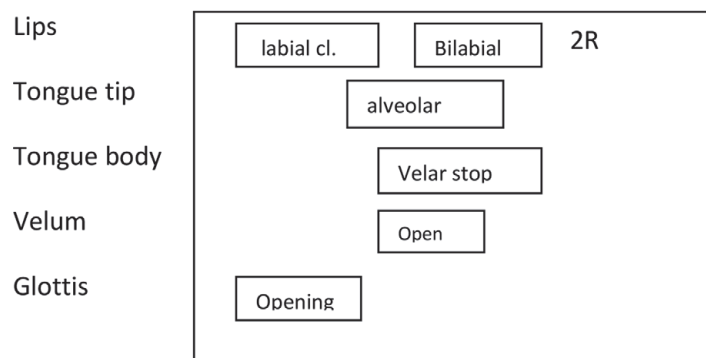 Lips labial cl. Bilabial 2R
Tongue tip alveolar
Tongue body Velar stop
Velum Open
Glottis Opening